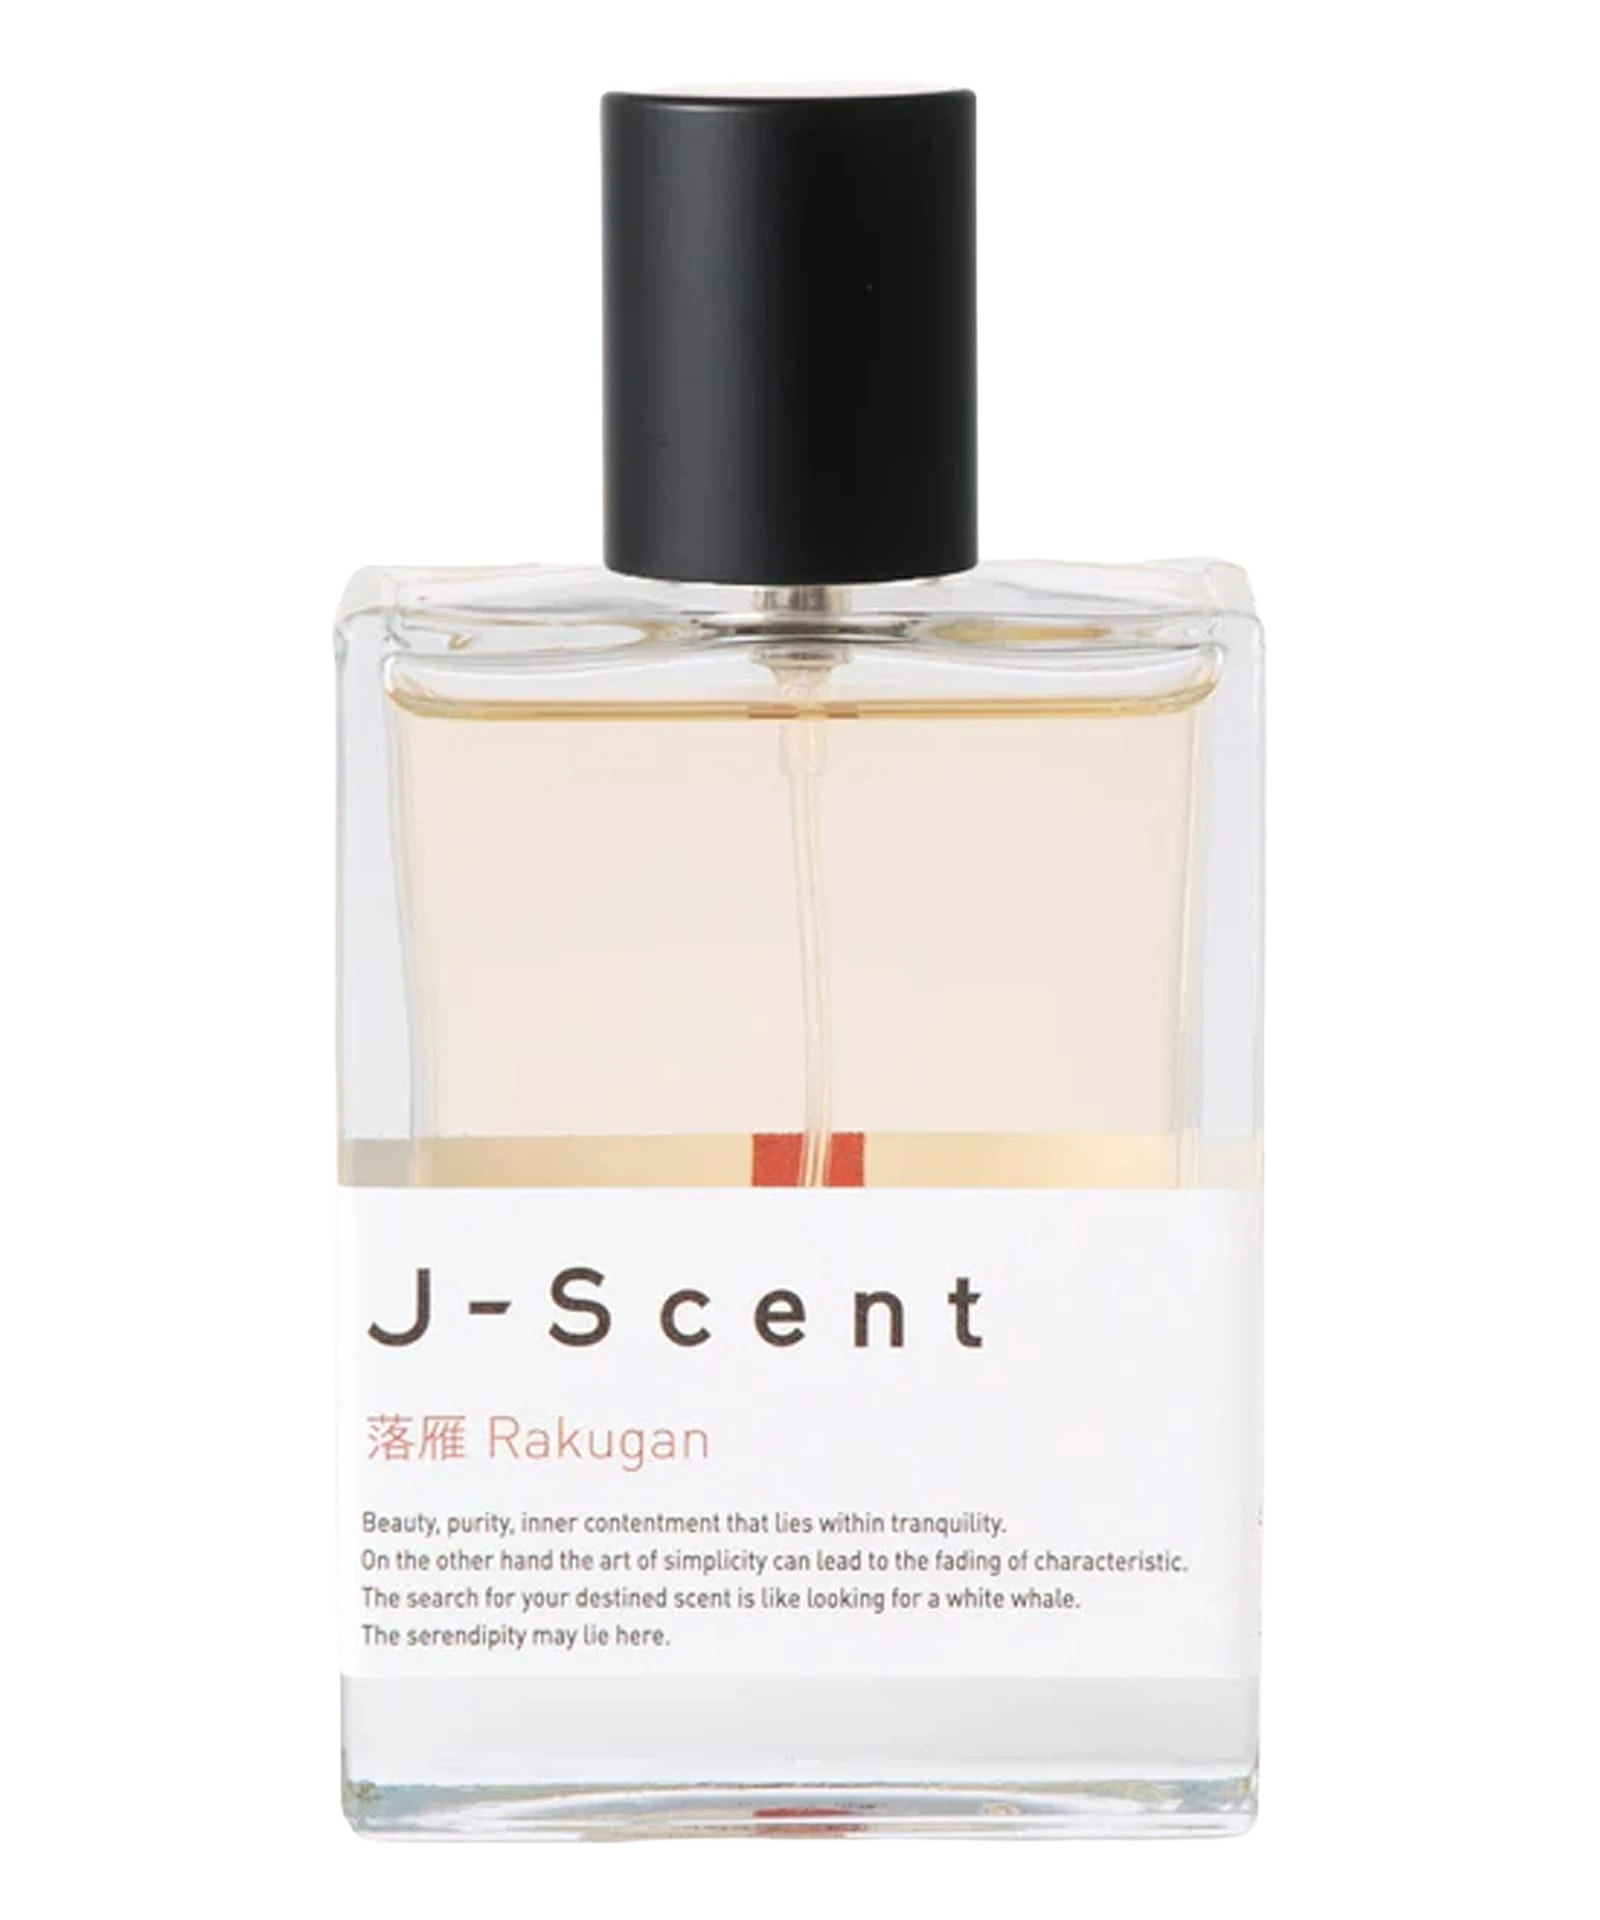 J-Scent
落雁 Rakugan
Beauty, purity, inner contentment that lies within tranquility.
On the other hand the art of simplicity can lead to the fading of characteristic.
The search for your destined scent is like looking for a white whale.
The serendipity may lie here.